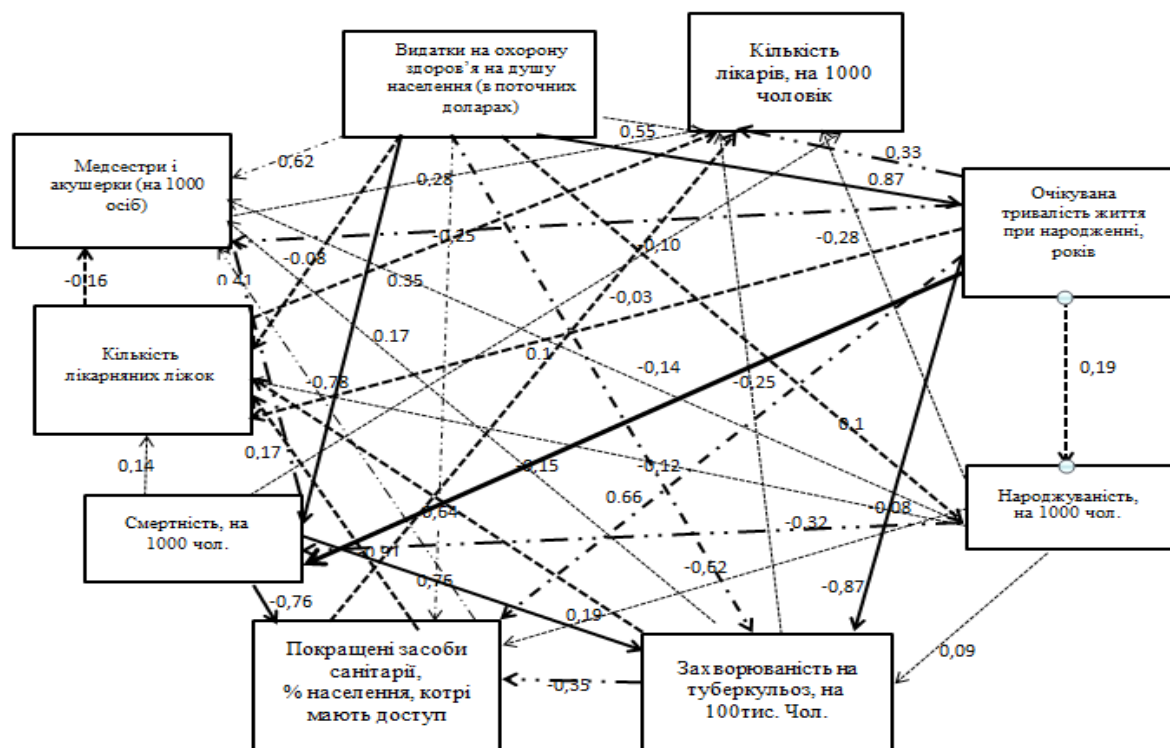 Видатки на охорону
здоров’я на душу
населення (в поточних
доларах)
Кількість
лікарів, на 1000
чоловік
Медсестри і
акушерки (на 1000
осіб)
Очікувана
тривалість життя
при народженні,
років
Кількість
лікарняних ліжок
Смертність, на
1000 чол.
Народжуваність,
на 1000 чол.
Покращені засоби
санітарії,
% населення, котрі
мають доступ
Захворюваність на
туберкульоз, на
100тис. Чол.
0,55
0,33
-0,62
0,87
0,28
-0,25
-0,10
-0,28
-0,08
-0,16
0,41
0,35
-0,03
0,17
0,1
-0,14
-0,25
0,19
-0,78
0,1
0,14
0,17
-0,15
-0,12
0,66
-0,08
0,64
-0,32
-0,91
0,76
-0,62
-0,87
-0,76
0,19
0,09
-0,35